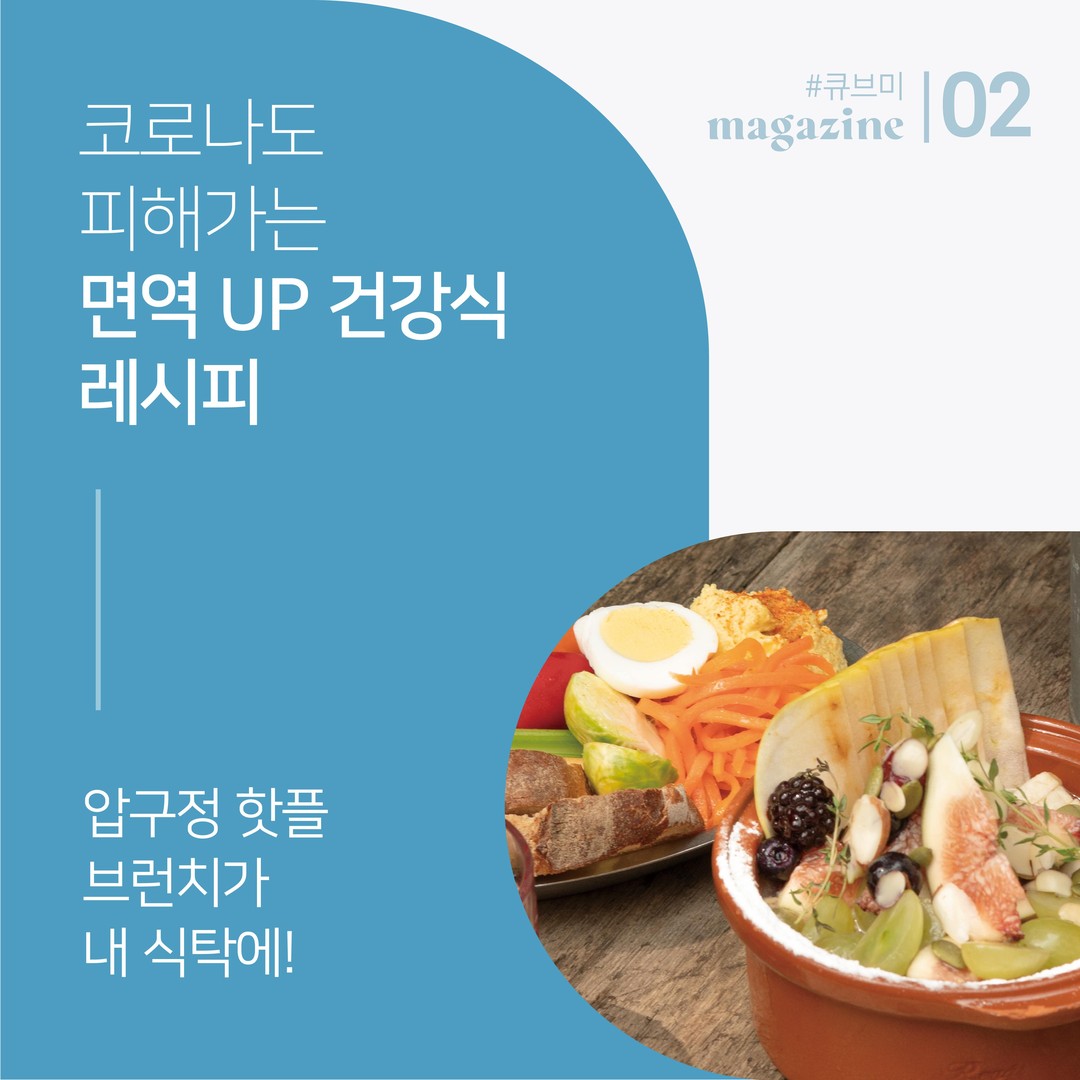 #큐브미
magazine
02
코로나도
피해가는
면역 UP 건강식
레시피
압구정 핫플
브런치가
내 식탁에!